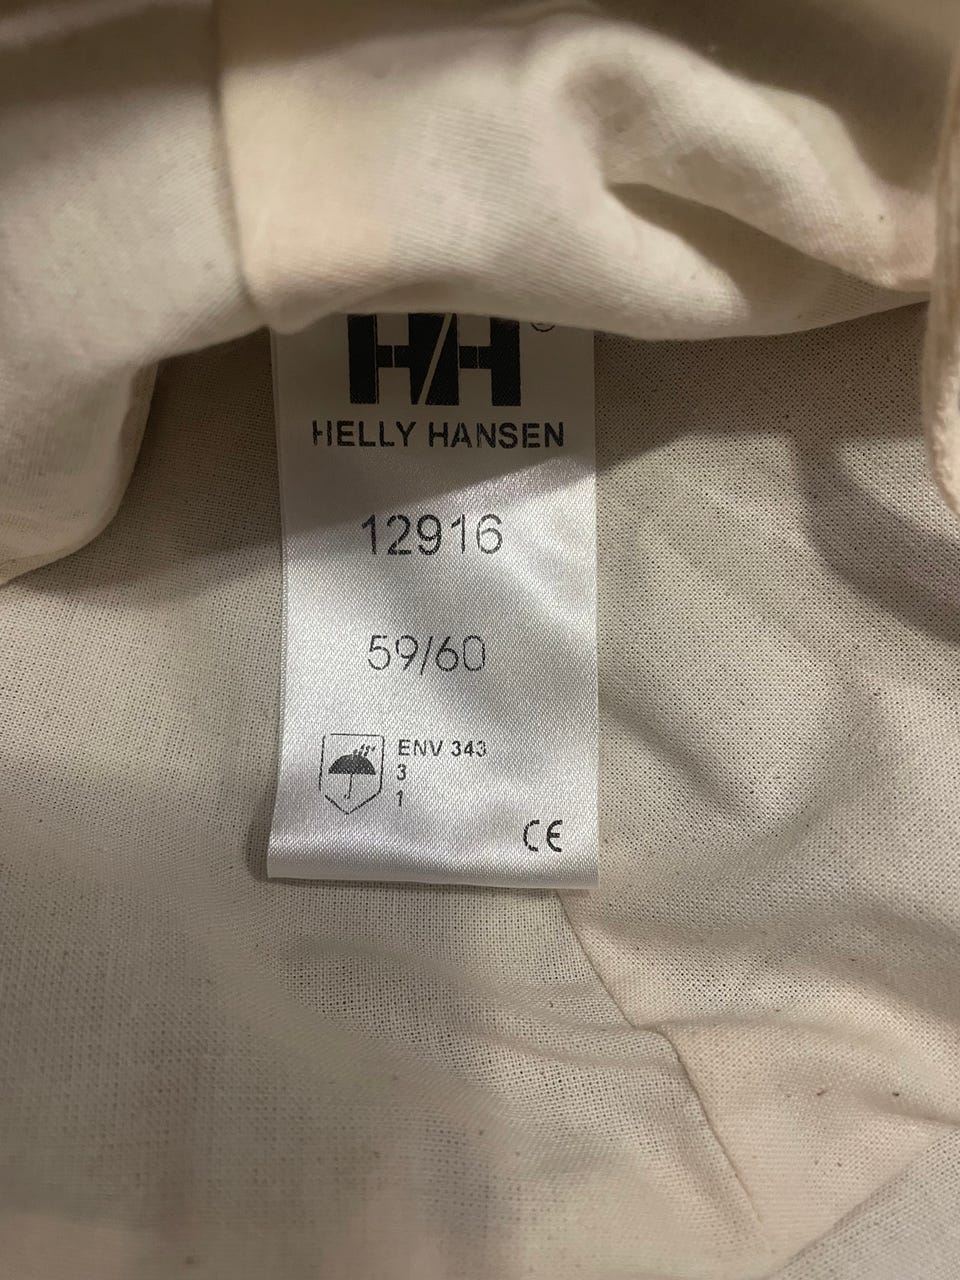 HH ®
HELLY HANSEN
12916
59/60
ENV 343
3
1
CE